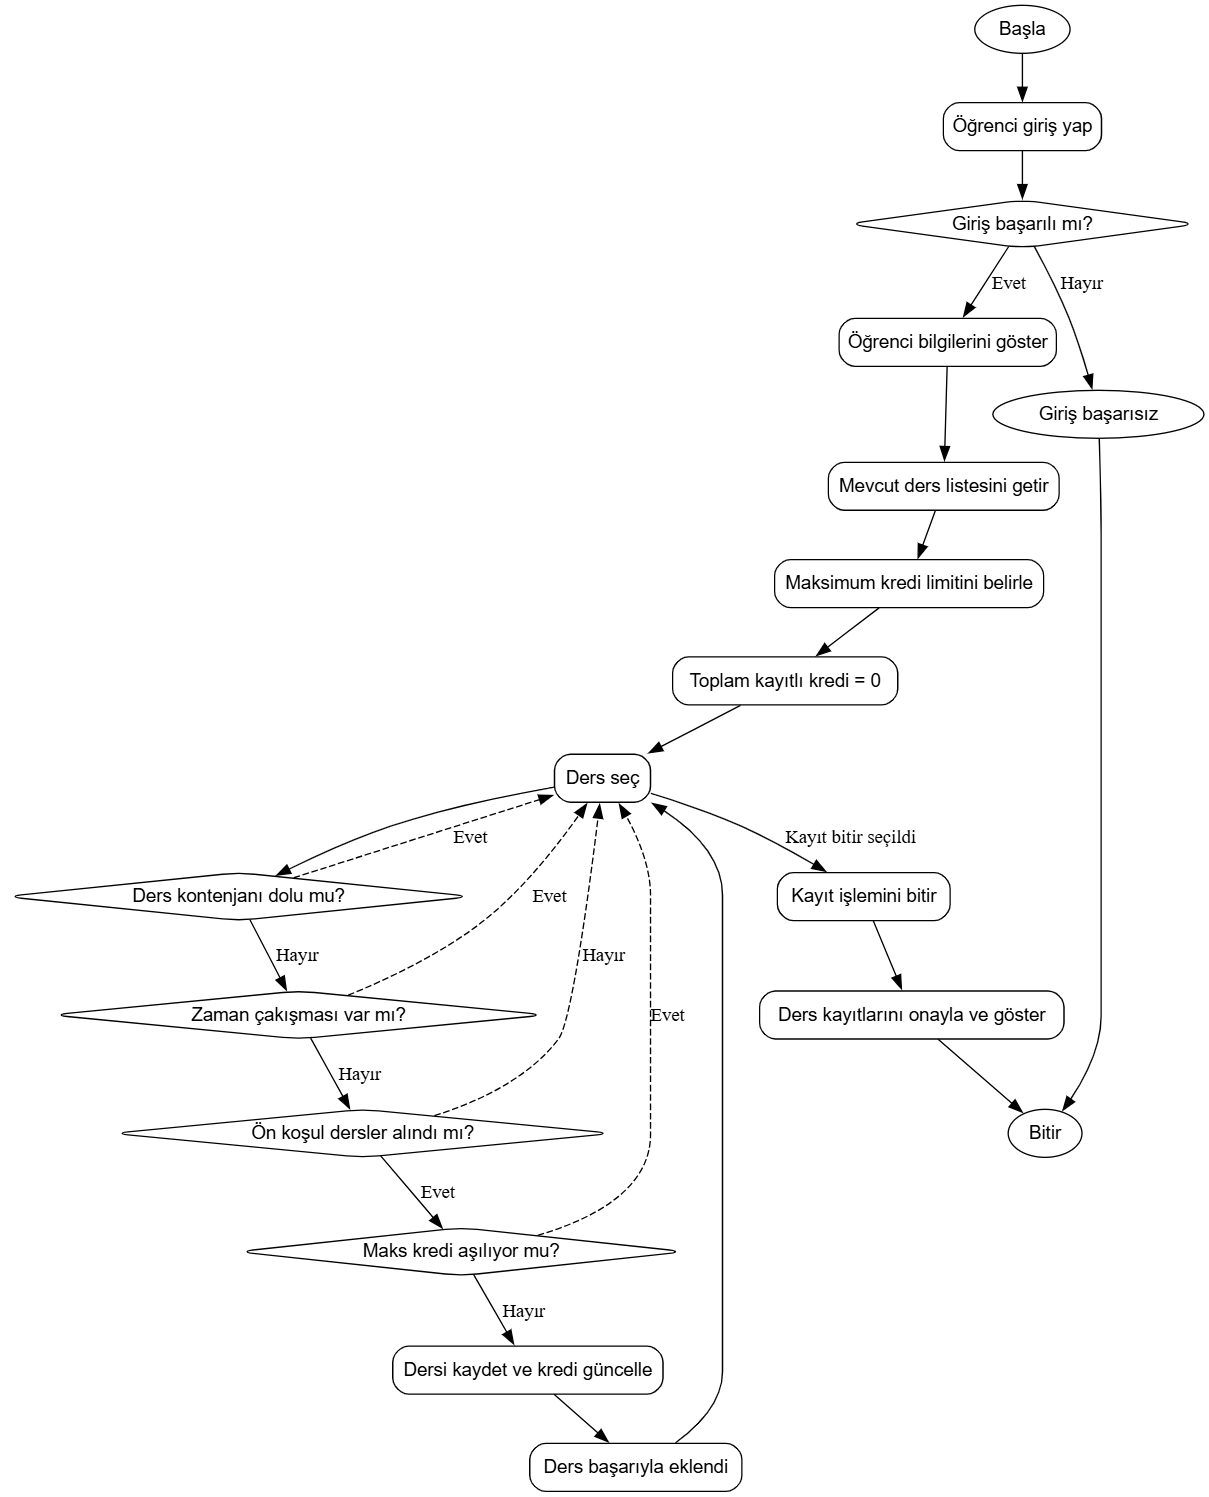 Başla
Öğrenci giriş yap
Giriş başarılı mı?
Evet
Hayır
Öğrenci bilgilerini göster
Giriş başarısız
Mevcut ders listesini getir
Maksimum kredi limitini belirle
Toplam kayıtlı kredi = 0
Ders seç
Evet
Kayıt bitir seçildi
Ders kontenjanı dolu mu?
Evet
Kayıt işlemini bitir
Hayır
Hayır
Zaman çakışması var mı?
Evet
Ders kayıtlarını onayla ve göster
Hayır
Ön koşul dersler alındı mı?
Bitir
Evet
Maks kredi aşılıyor mu?
Hayır
Dersi kaydet ve kredi güncelle
Ders başarıyla eklendi